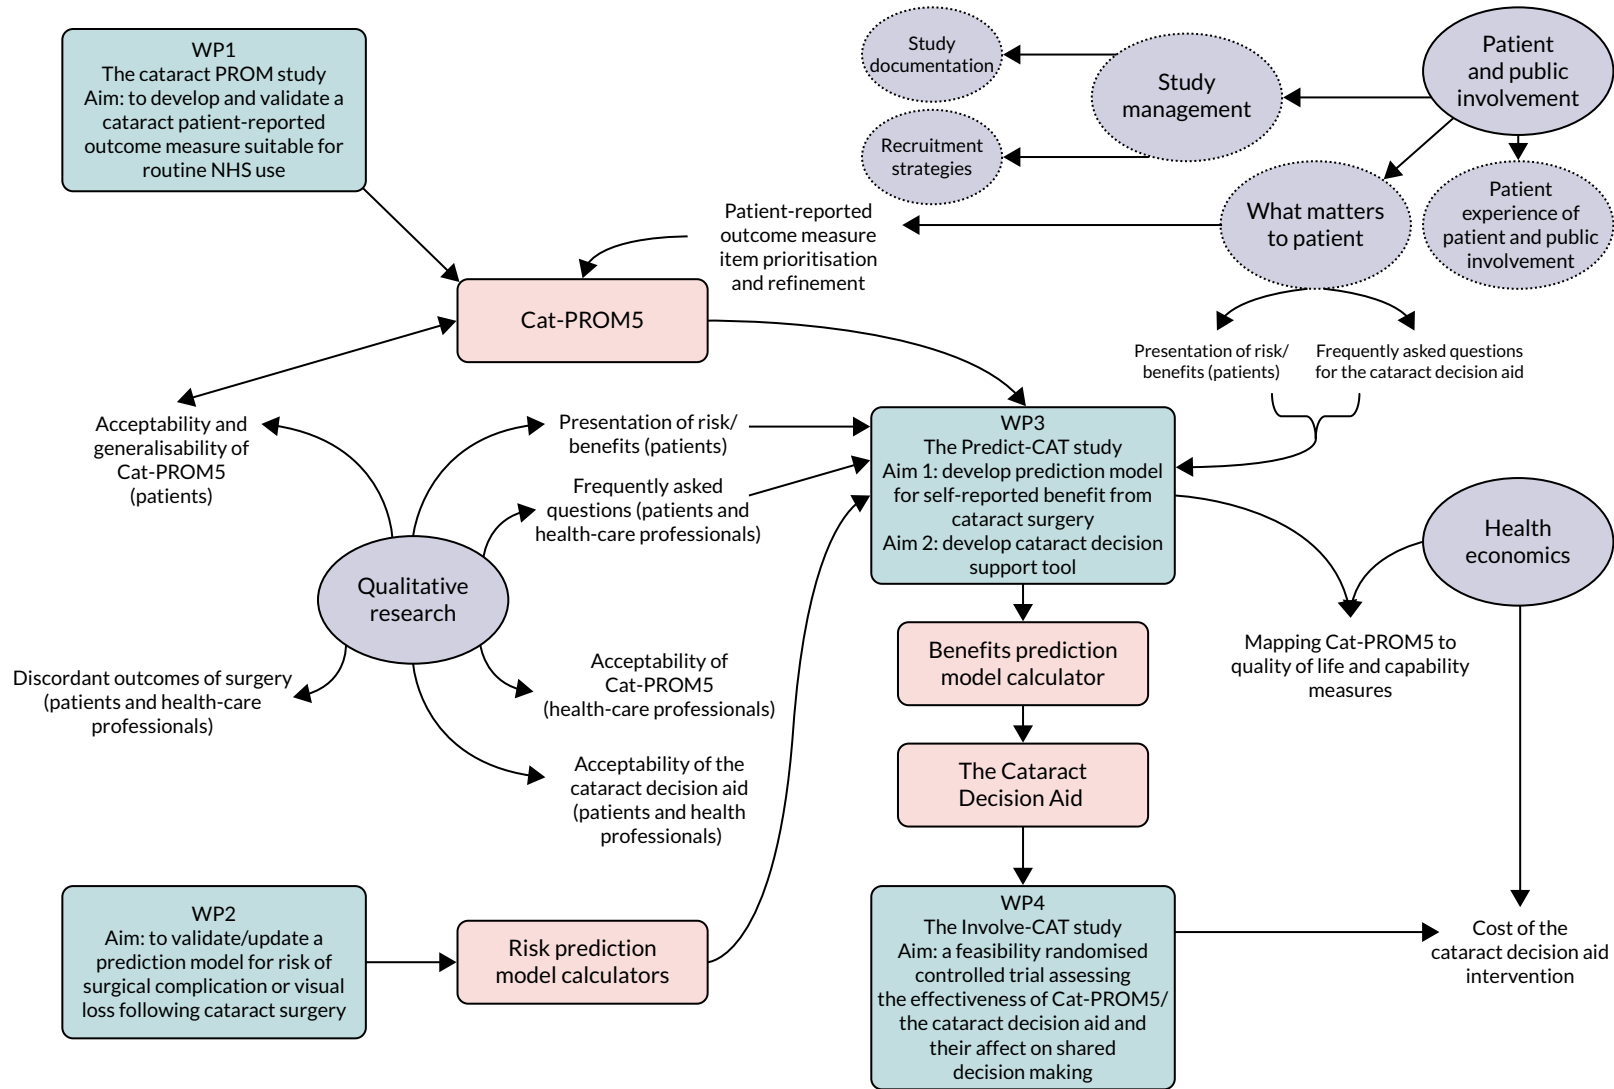 WP1
The cataract PROM study
Aim: to develop and validate a
cataract patient-reported
outcome measure suitable for
routine NHS use
Study
documentation
Study
management
Patient
and public
involvement
Recruitment
strategies
Patient-reported
outcome measure
item prioritisation
and refinement
What matters
to patient
Patient
experience of
patient and public
involvement
Cat-PROM5
Presentation of risk/
benefits (patients)
Frequently asked questions
for the cataract decision aid
Acceptability and
generalisability of
Cat-PROM5
(patients)
Presentation of risk/
benefits (patients)
Frequently asked
questions (patients and
health-care professionals)
WP3
The Predict-CAT study
Aim 1: develop prediction model
for self-reported benefit from
cataract surgery
Aim 2: develop cataract decision
support tool
Health
economics
Qualitative
research
Benefits prediction
model calculator
Mapping Cat-PROM5 to
quality of life and capability
measures
Discordant outcomes of surgery
(patients and health-care
professionals)
Acceptability of
Cat-PROM5
(health-care professionals)
Acceptability of the
cataract decision aid
(patients and health
professionals)
The Cataract
Decision Aid
WP2
Aim: to validate/update a
prediction model for risk of
surgical complication or visual
loss following cataract surgery
Risk prediction
model calculators
WP4
The Involve-CAT study
Aim: a feasibility randomised
controlled trial assessing
the effectiveness of Cat-PROM5/
the cataract decision aid and
their affect on shared
decision making
Cost of the
cataract decision aid
intervention